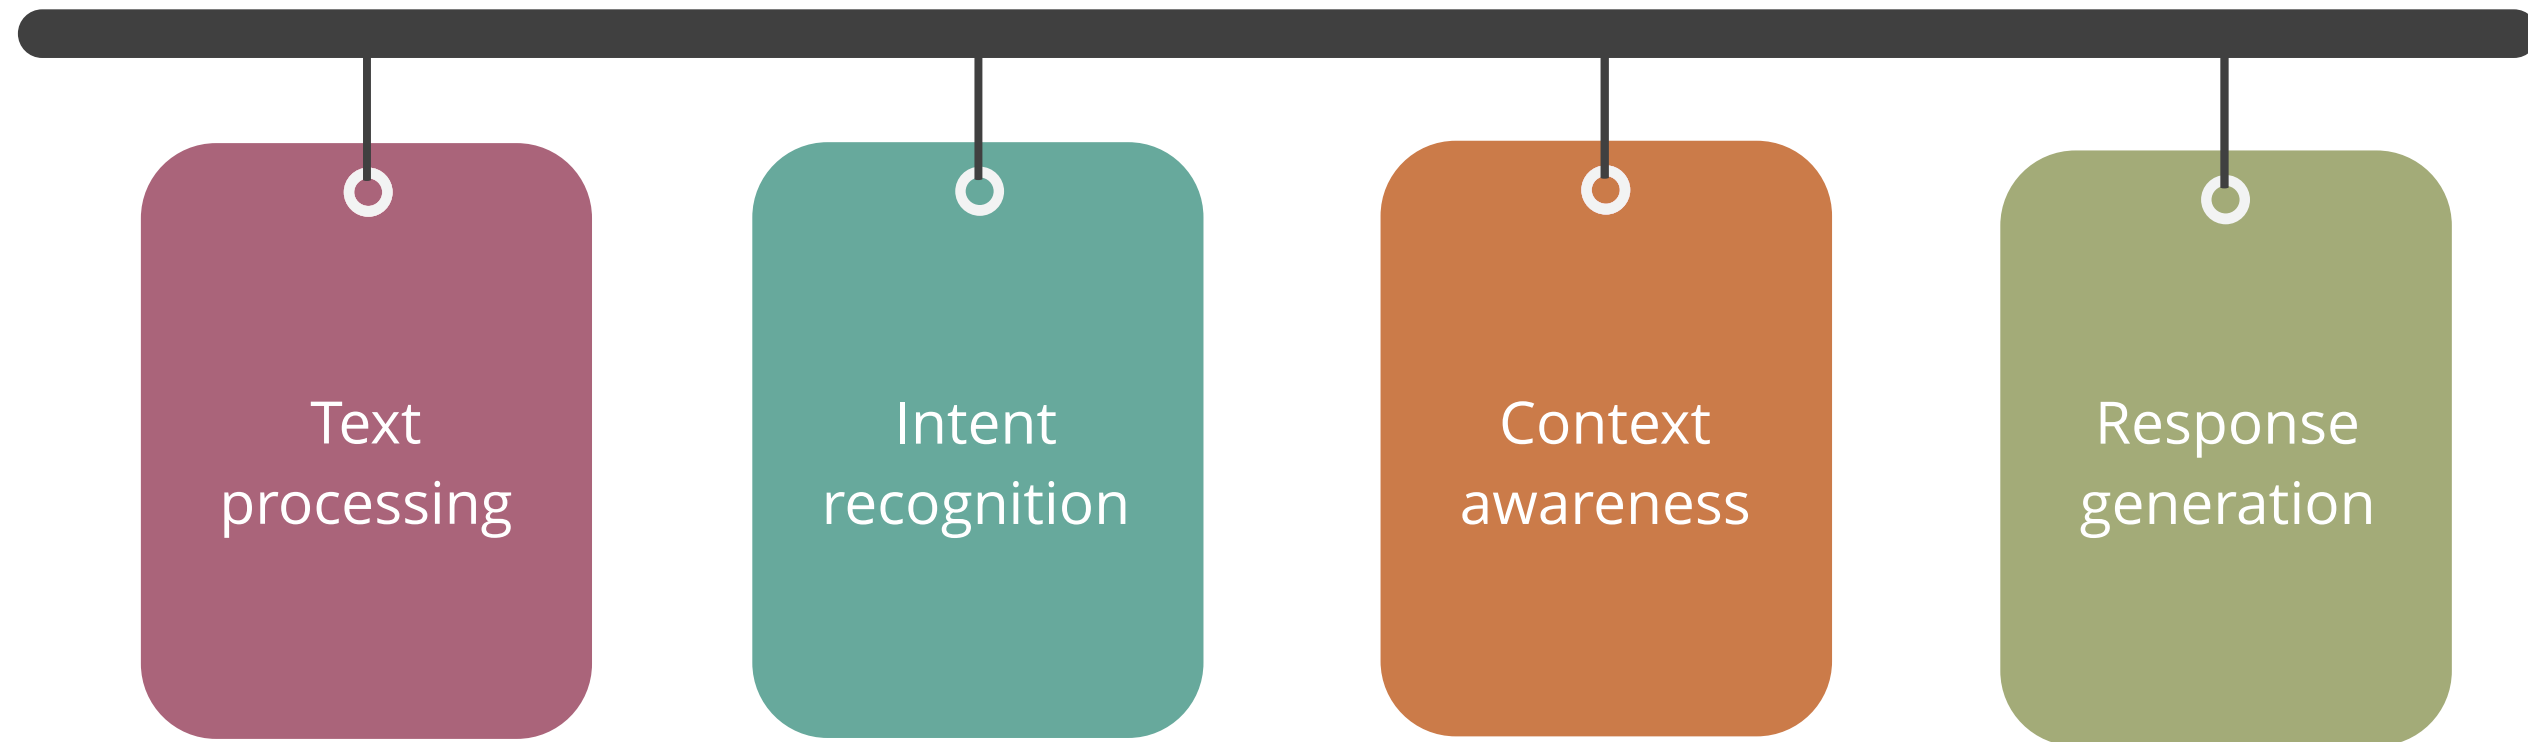 Text
processing
Intent
recognition
Context
awareness
Response
generation